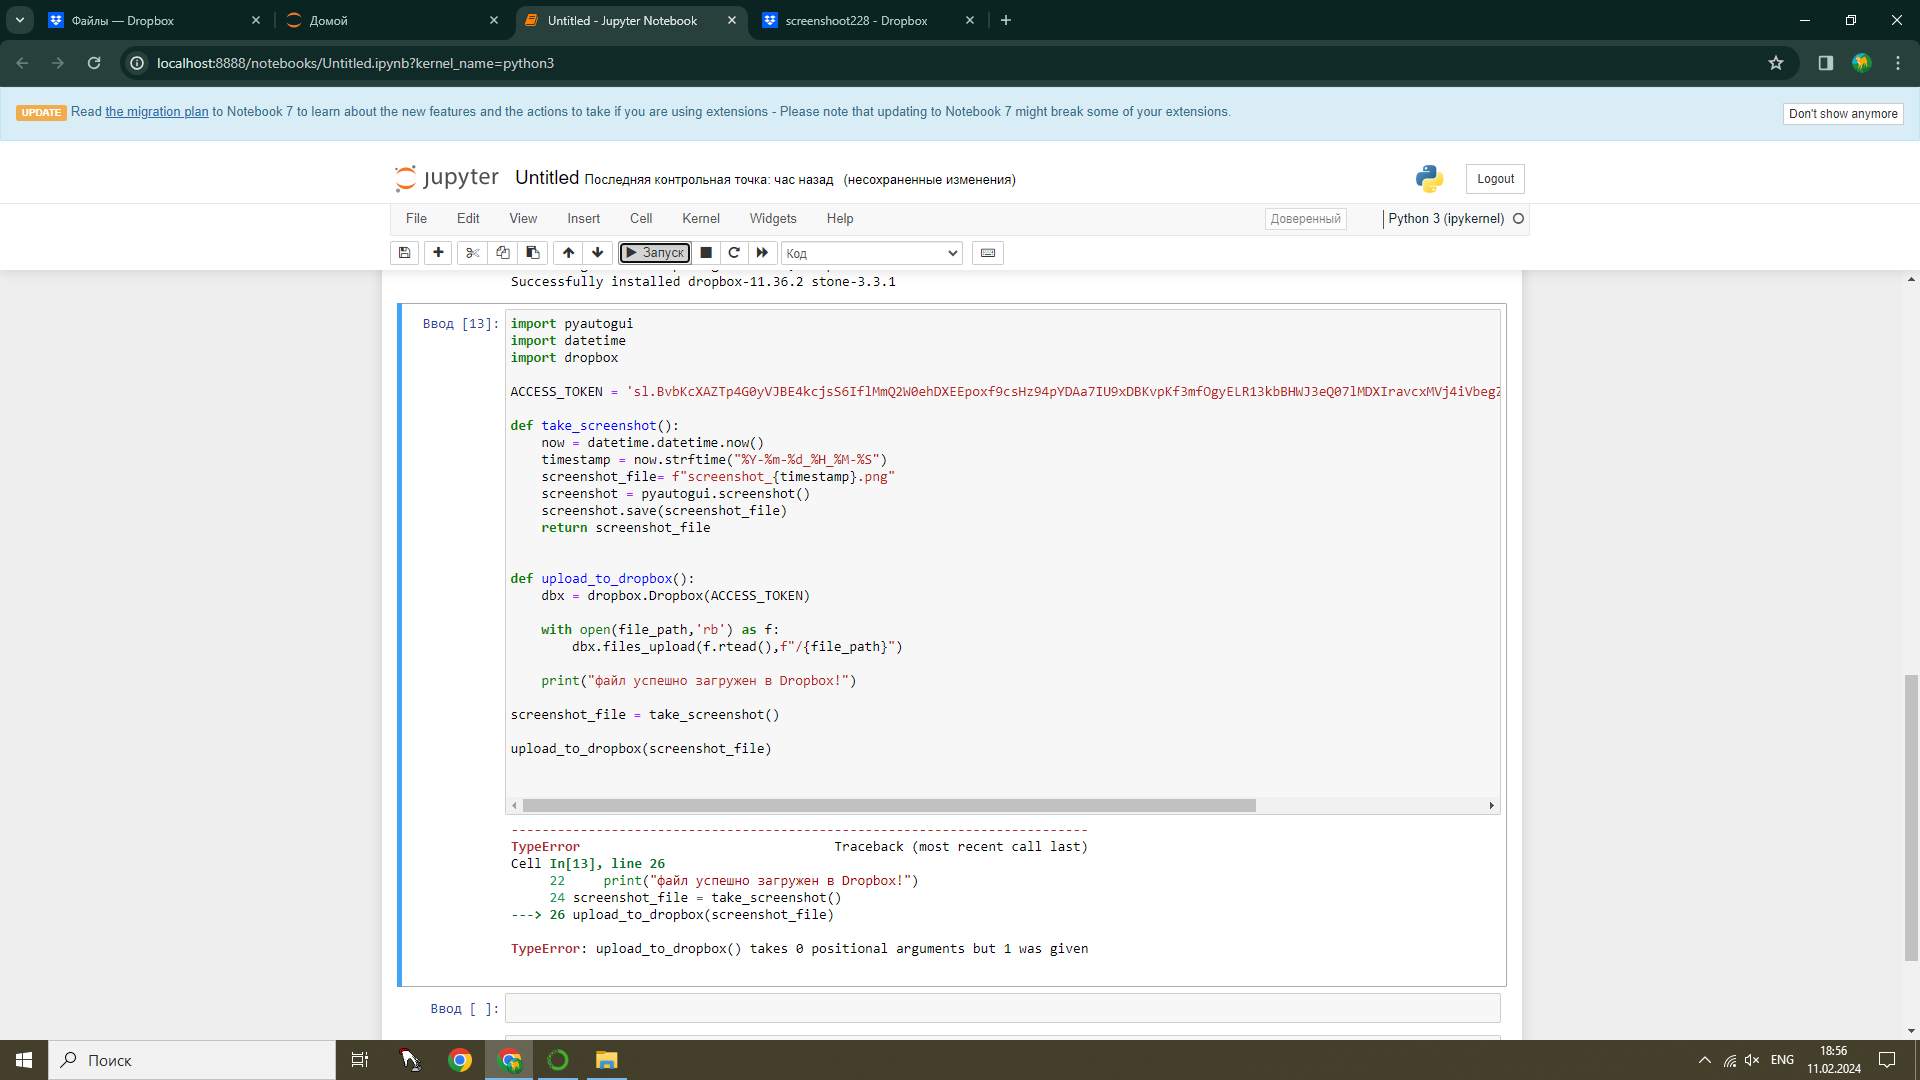 Файлы — Dropbox
Домой
Untitled - Jupyter Notebook
screenshoot228 - Dropbox
localhost:8888/notebooks/Untitled.ipynb?kernel_name=python3
UPDATE Read the migration plan to Notebook 7 to learn about the new features and the actions to take if you are using extensions - Please note that updating to Notebook 7 might break some of your extensions.
Don't show anymore
jupyter Untitled Последняя контрольная точка: час назад (несохраненные изменения)
Logout
File Edit View Insert Cell Kernel Widgets Help
Доверенный
Python 3 (ipykernel)
Запуск
Код
Successfully installed dropbox-11.36.2 stone-3.3.1
Ввод [13]:
import pyautogui
import datetime
import dropbox
ACCESS_TOKEN = 'sl.BvbKcXAZTp4G0yVJBE4kcjsS6IflMmQ2W0ehDXEEpoxf9csHz94pYDAa7IU9xDBKvpKf3mfOgyELR13kbBHWJ3eQ07lMDXIravcxMVj4iVbegZ
def take_screenshot():
    now = datetime.datetime.now()
    timestamp = now.strftime("%Y-%m-%d_%H_%M-%S")
    screenshot_file= f"screenshot_{timestamp}.png"
    screenshot = pyautogui.screenshot()
    screenshot.save(screenshot_file)
    return screenshot_file
def upload_to_dropbox():
    dbx = dropbox.Dropbox(ACCESS_TOKEN)
    with open(file_path,'rb') as f:
        dbx.files_upload(f.rtead(),f"/{file_path}")
    print("файл успешно загружен в Dropbox!")
screenshot_file = take_screenshot()
upload_to_dropbox(screenshot_file)
---------------------------------------------------------------------------
TypeError                                 Traceback (most recent call last)
Cell In[13], line 26
     22     print("файл успешно загружен в Dropbox!")
     24 screenshot_file = take_screenshot()
---> 26 upload_to_dropbox(screenshot_file)
TypeError: upload_to_dropbox() takes 0 positional arguments but 1 was given
Ввод [ ]:
Поиск
ENG
18:56
11.02.2024